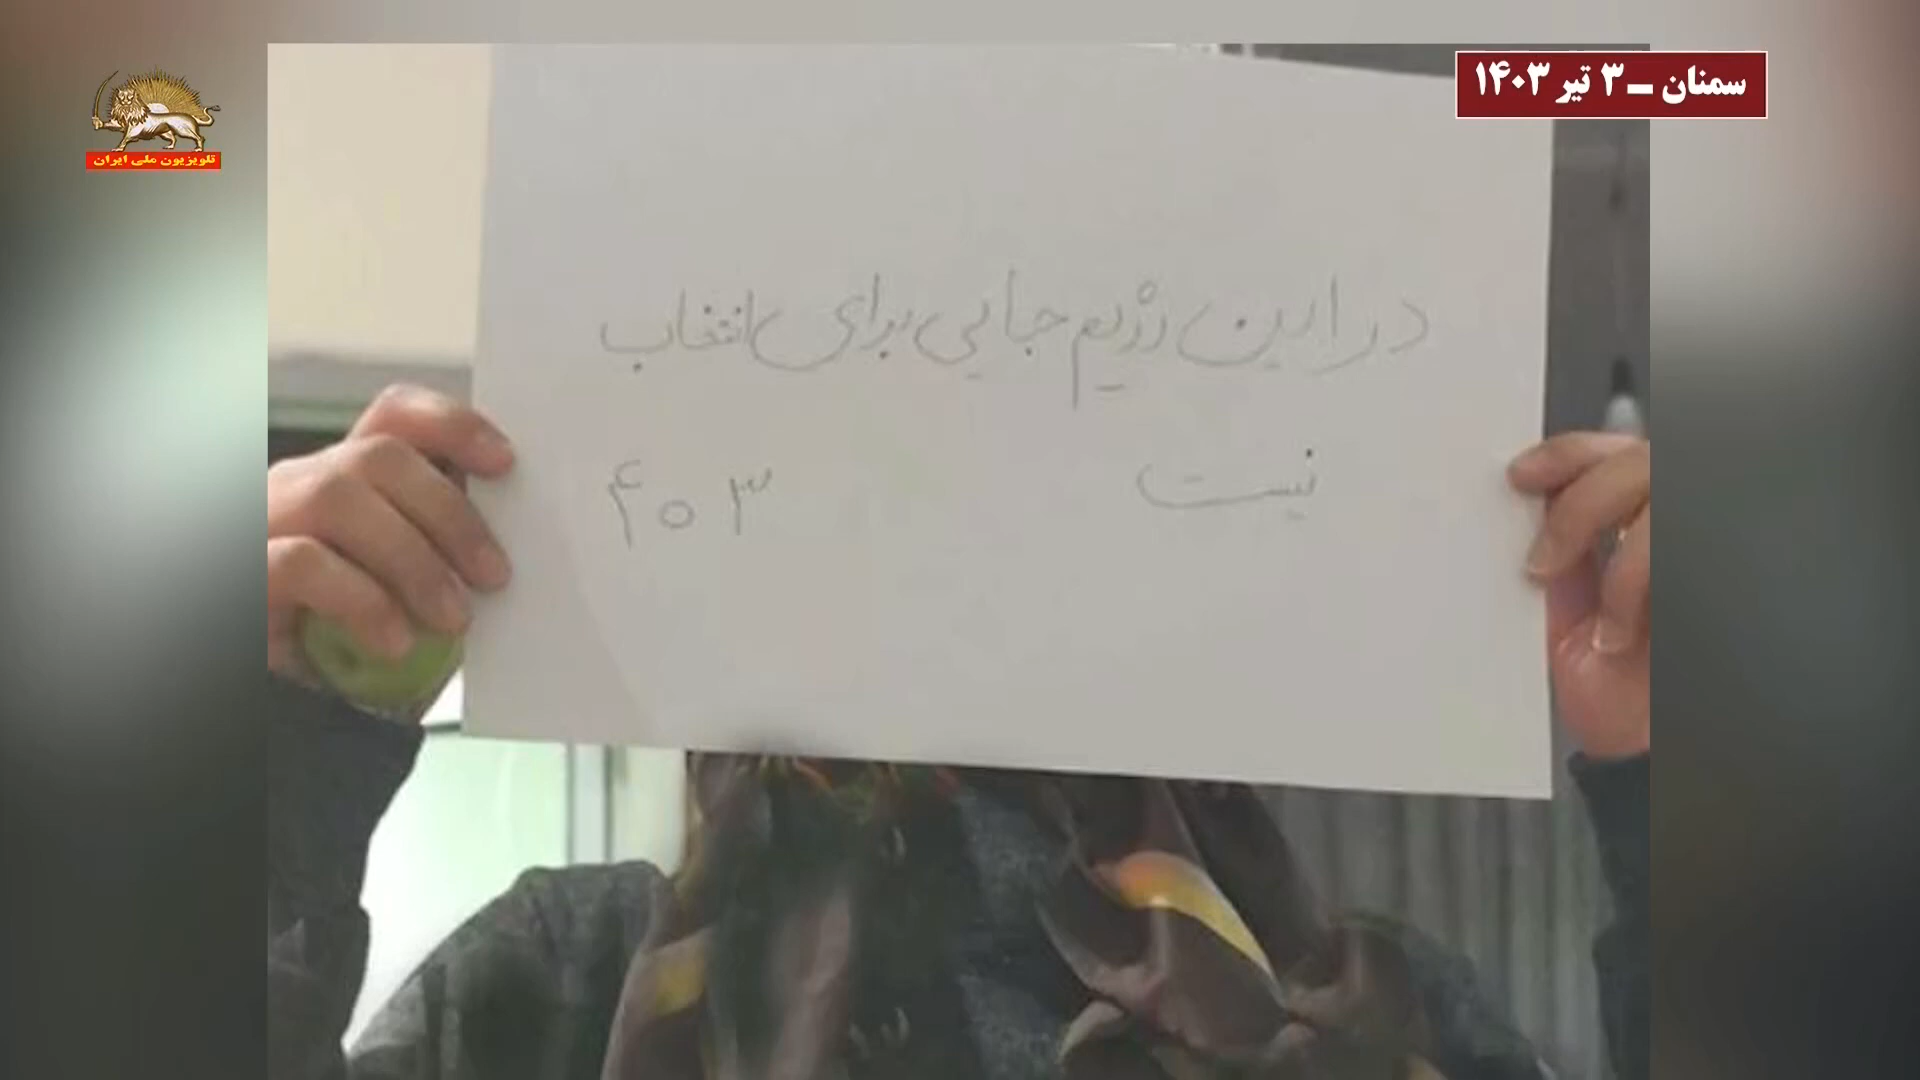 سمنان ـ ۳ تیر ۱۴۰۳
تلویزیون ملی ایران
در این رژیم جایی برای انتخاب
نیست
۴۰۳